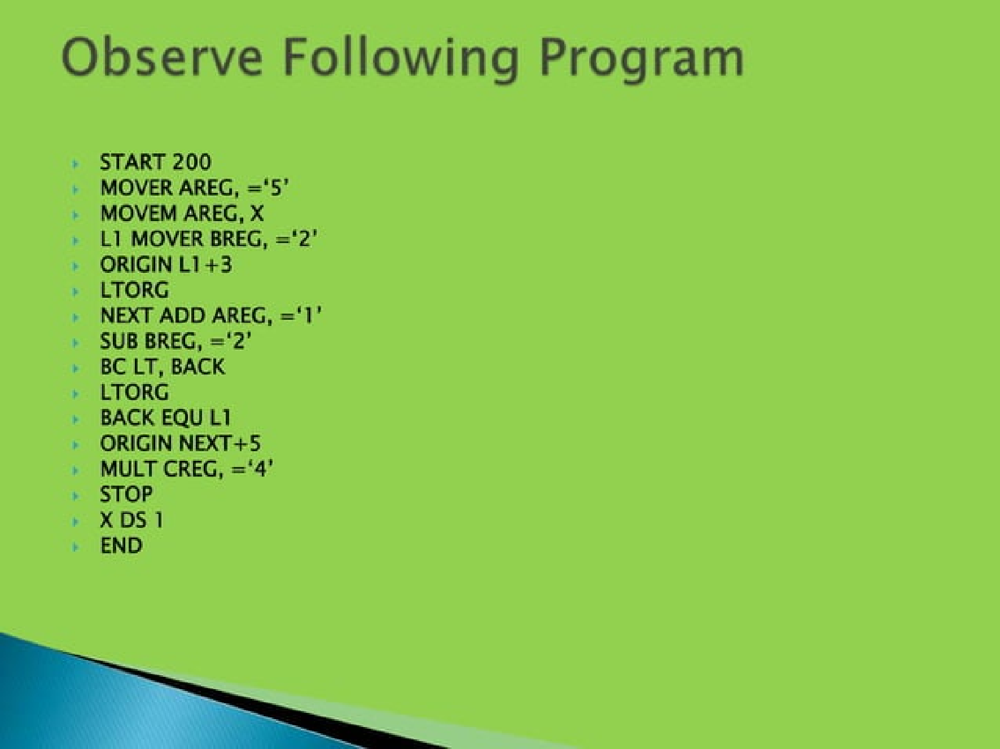 Observe Following Program
START 200
MOVER AREG, =‘5’
MOVEM AREG, X
L1 MOVER BREG, =‘2’
ORIGIN L1+3
LTORG
NEXT ADD AREG, =‘1’
SUB BREG, =‘2’
BC LT, BACK
LTORG
BACK EQU L1
ORIGIN NEXT+5
MULT CREG, =‘4’
STOP
X DS 1
END